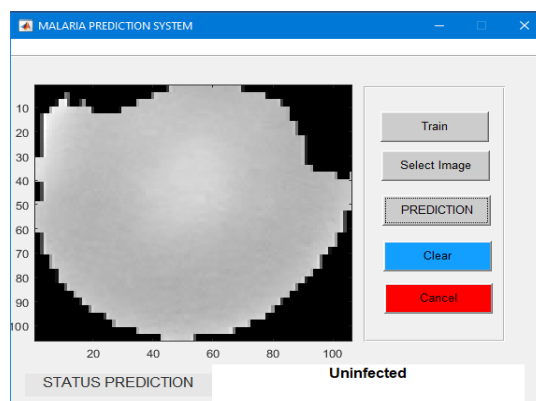 MALARIA PREDICTION SYSTEM
10
20
30
40
50
60
70
80
90
100
20 40 60 80 100
Train
Select Image
PREDICTION
Clear
Cancel
STATUS PREDICTION
Uninfected